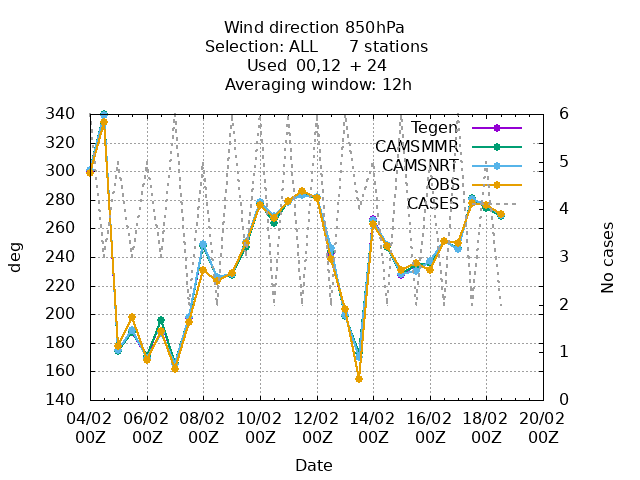 Wind direction 850hPa
Selection: ALL 7 stations
Used 00,12 + 24
Averaging window: 12h
340
320
300
280
260
240
220
200
180
160
140
deg
6
5
4
3
2
1
0
No cases
Tegen
CAMSMMR
CAMSNRT
OBS
CASES
04/02 06/02 08/02 10/02 12/02 14/02 16/02 18/02 20/02
00Z 00Z 00Z 00Z 00Z 00Z 00Z 00Z 00Z
Date